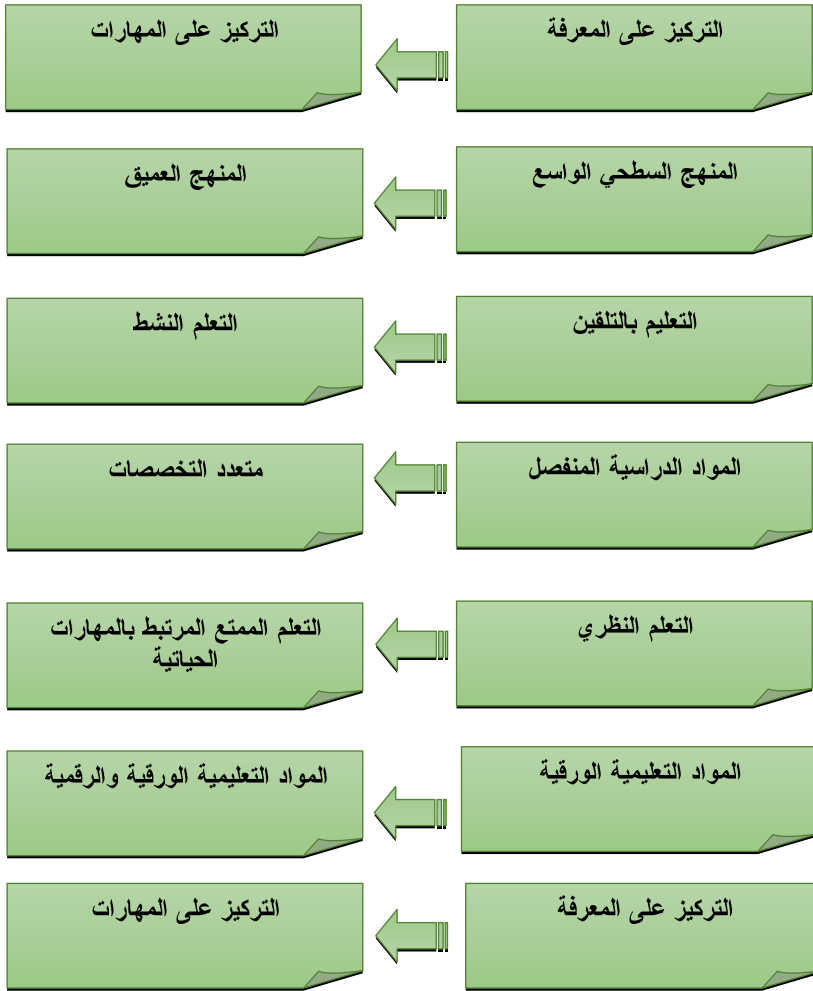 التركيز على المعرفة
التركيز على المهارات
المنهج السطحي الواسع
المنهج العميق
التعليم بالتلقين
التعلم النشط
المواد الدراسية المنفصل
متعدد التخصصات
التعلم النظري
التعلم الممتع المرتبط بالمهارات
الحياتية
المواد التعليمية الورقية
المواد التعليمية الورقية والرقمية
التركيز على المعرفة
التركيز على المهارات